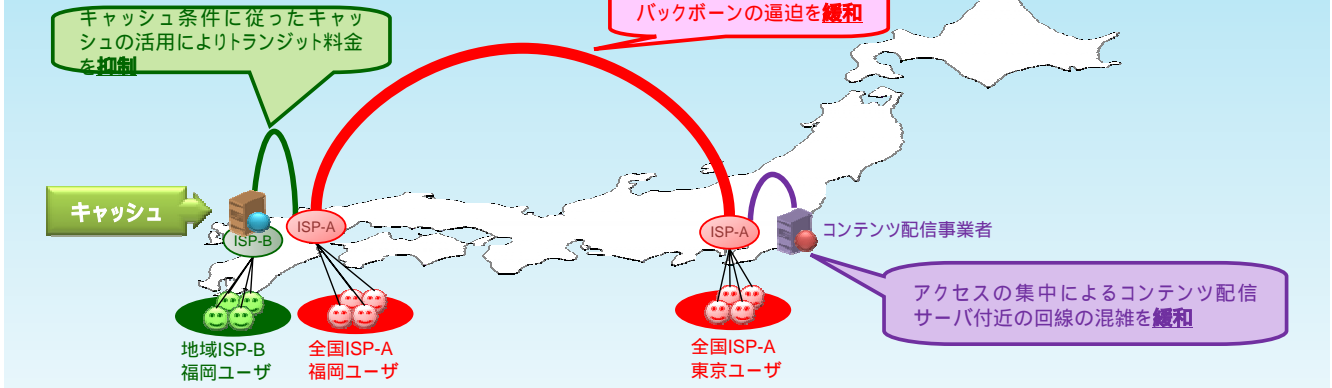 キャッシュ条件に従ったキャッ
シュの活用によりトランジット料金
を抑制
バックボーンの逼迫を緩和
キャッシュ
ISP-B
ISP-A
ISP-A
コンテンツ配信事業者
アクセスの集中によるコンテンツ配信
サーバ付近の回線の混雑を緩和
地域ISP-B
福岡ユーザ
全国ISP-A
福岡ユーザ
全国ISP-A
東京ユーザ